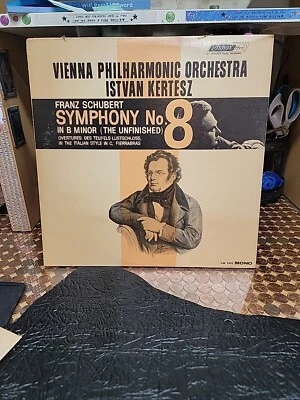 VIENNA PHILHARMONIC ORCHESTRA
ISTVAN KERTESZ
FRANZ SCHUBERT
SYMPHONY No. 8
IN B MINOR (THE UNFINISHED)
OVERTURES: DES TEUFELS LUSTSCHLOSS,
IN THE ITALIAN STYLE IN C, FIERRABRAS
MONO